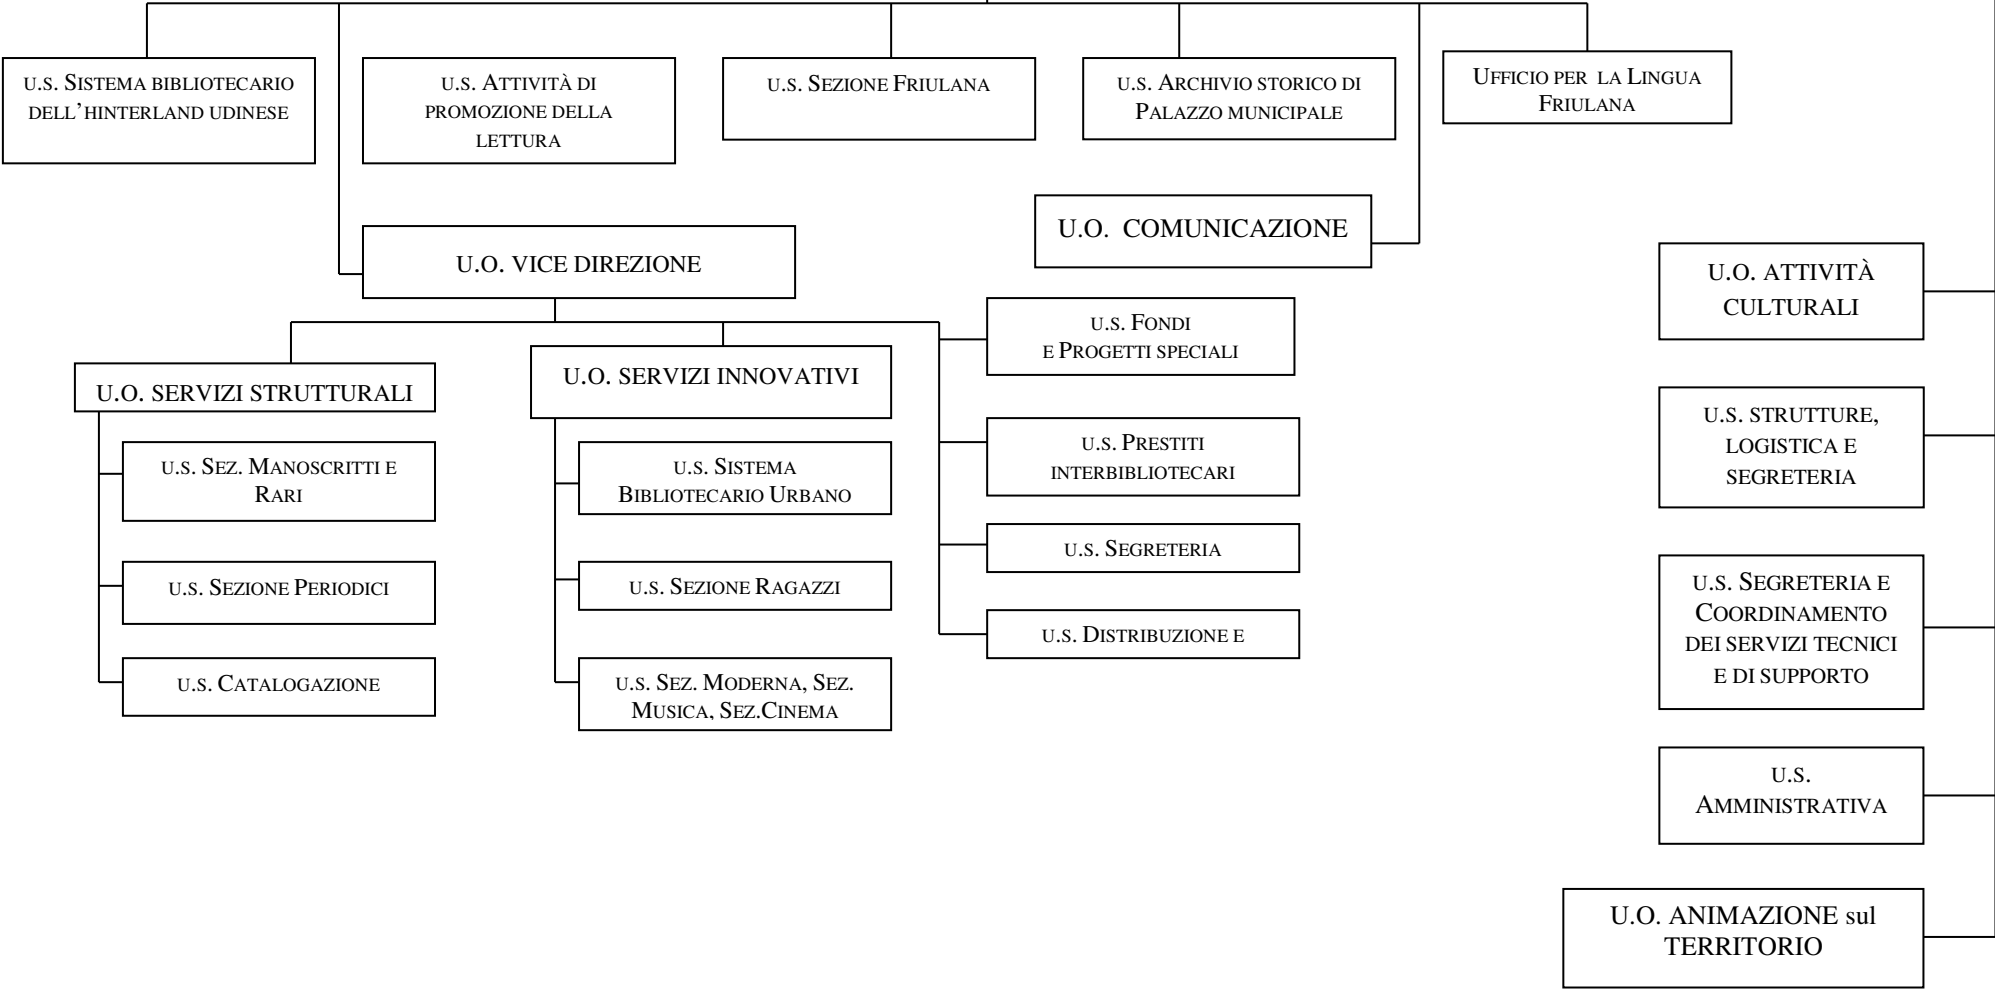 U.S. SISTEMA BIBLIOTECARIO
DELL’HINTERLAND UDINESE
U.S. ATTIVITÀ DI
PROMOZIONE DELLA
LETTURA
U.S. SEZIONE FRIULANA
U.S. ARCHIVIO STORICO DI
PALAZZO MUNICIPALE
UFFICIO PER LA LINGUA
FRIULANA
U.O. COMUNICAZIONE
U.O. VICE DIREZIONE
U.O. SERVIZI STRUTTURALI
U.S. SEZ. MANOSCRITTI E
RARI
U.S. SEZIONE PERIODICI
U.S. CATALOGAZIONE
U.O. SERVIZI INNOVATIVI
U.S. SISTEMA
BIBLIOTECARIO URBANO
U.S. SEZIONE RAGAZZI
U.S. SEZ. MODERNA, SEZ.
MUSICA, SEZ.CINEMA
U.S. FONDI
E PROGETTI SPECIALI
U.S. PRESTITI
INTERBIBLIOTECARI
U.S. SEGRETERIA
U.S. DISTRIBUZIONE E
U.O. ATTIVITÀ
CULTURALI
U.S. STRUTTURE,
LOGISTICA E
SEGRETERIA
U.S. SEGRETERIA E
COORDINAMENTO
DEI SERVIZI TECNICI
E DI SUPPORTO
U.S.
AMMINISTRATIVA
U.O. ANIMAZIONE sul
TERRITORIO